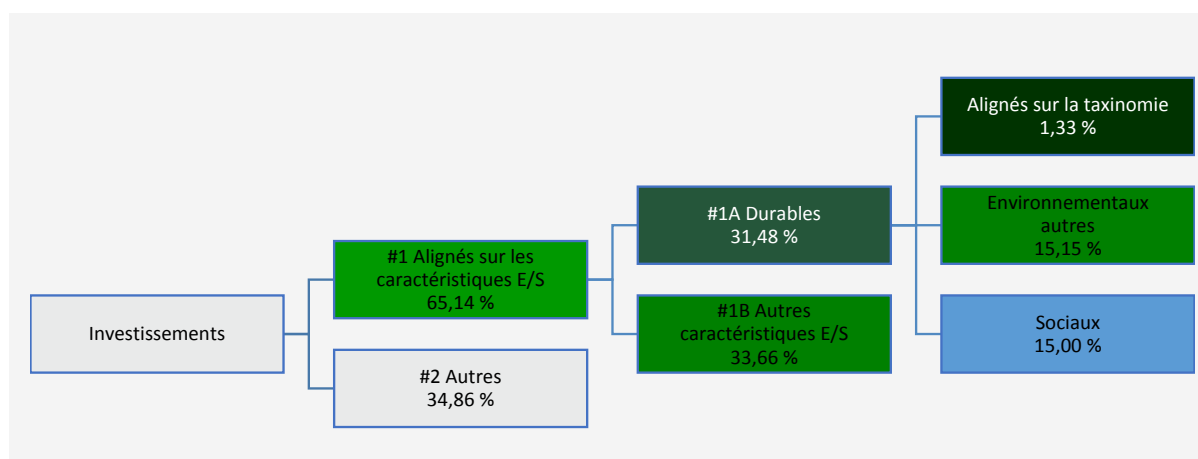 Investissements
#1 Alignés sur les
caractéristiques E/S
65,14 %
#2 Autres
34,86 %
#1A Durables
31,48 %
#1B Autres
caractéristiques E/S
33,66 %
Alignés sur la taxinomie
1,33 %
Environnementaux
autres
15,15 %
Sociaux
15,00 %